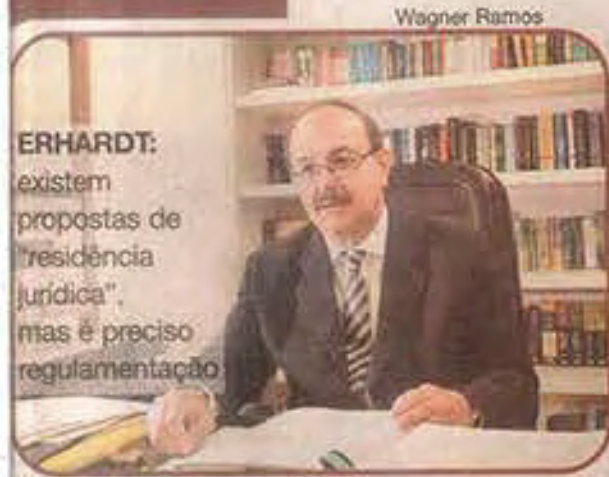 Wagner Ramos
ERHARDT:
existem
propostas de
"residência
jurídica",
mas é preciso
regulamentação